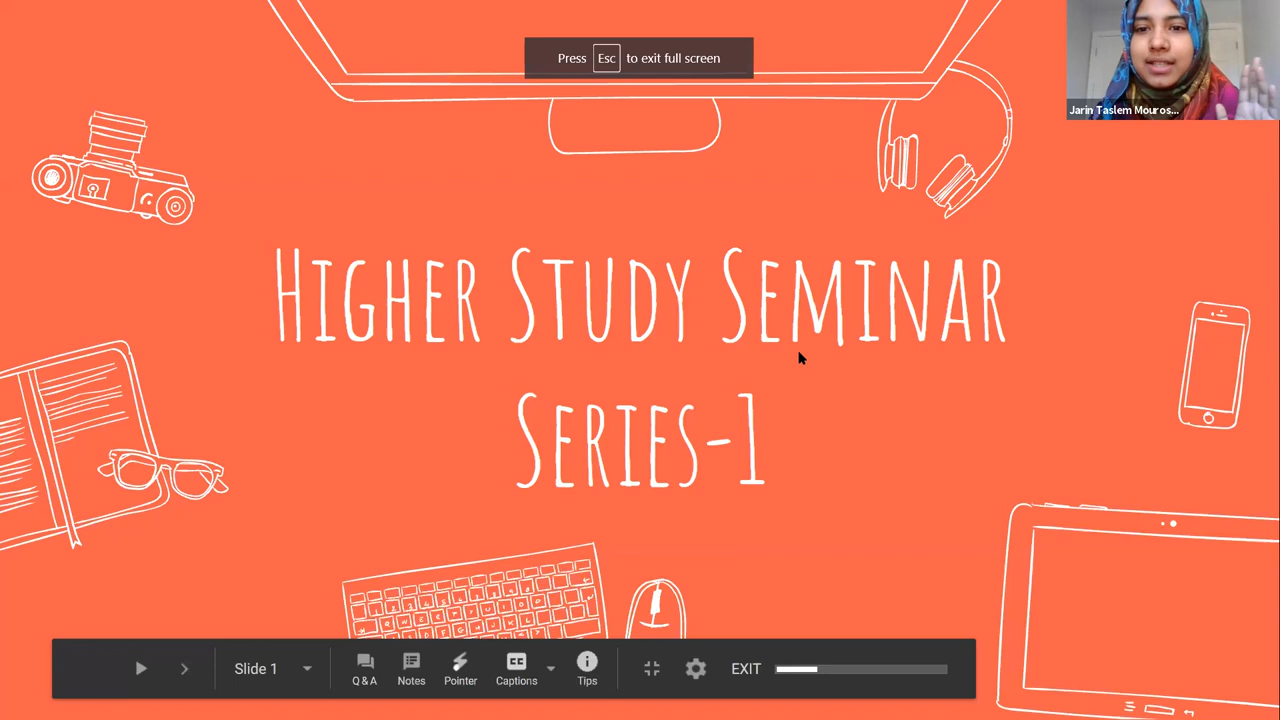 Press Esc to exit full screen
Jarin Taslem Mouros...
HIGHER STUDY SEMINAR
SERIES-1
Slide 1
Q & A
Notes
Pointer
CC
Captions
Tips
EXIT